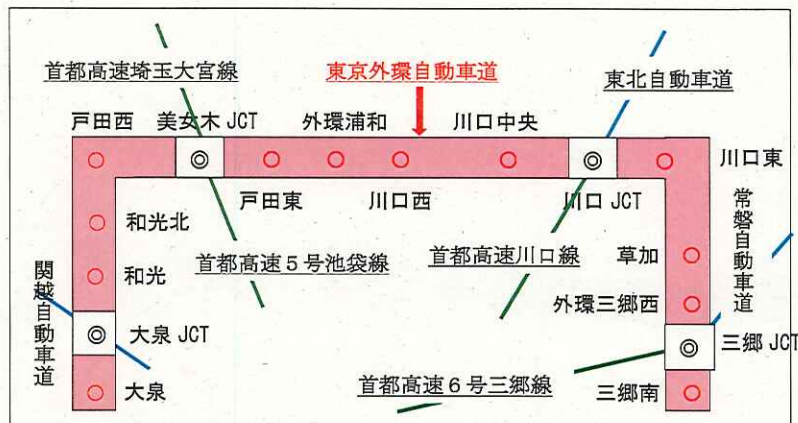 首都高速埼玉大宮線
東京外環自動車道
東北自動車道
戸田西
美女木 JCT
外環浦和
川口中央
川口東
戸田東
川口西
川口 JCT
和光北
首都高速5号池袋線
首都高速川口線
草加
常磐自動車道
和光
外環三郷西
関越自動車道
大泉 JCT
三郷 JCT
首都高速6号三郷線
大泉
三郷南